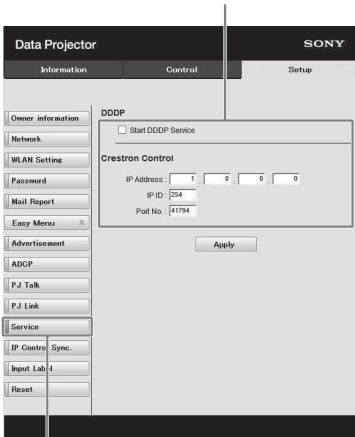 Data Projector
SONY
Information Control Setup
Owner information
Network
WLAN Setting
Password
Mail Report
Easy Menu
Advertisement
ADCP
PJ Talk
PJ Link
Service
IP Control Sync.
Input Label
Reset
DDDP
Start DDDP Service
Crestron Control
IP Address : 1 . 0 . 0 . 0
IP ID : 254
Port No. : 41794
Apply